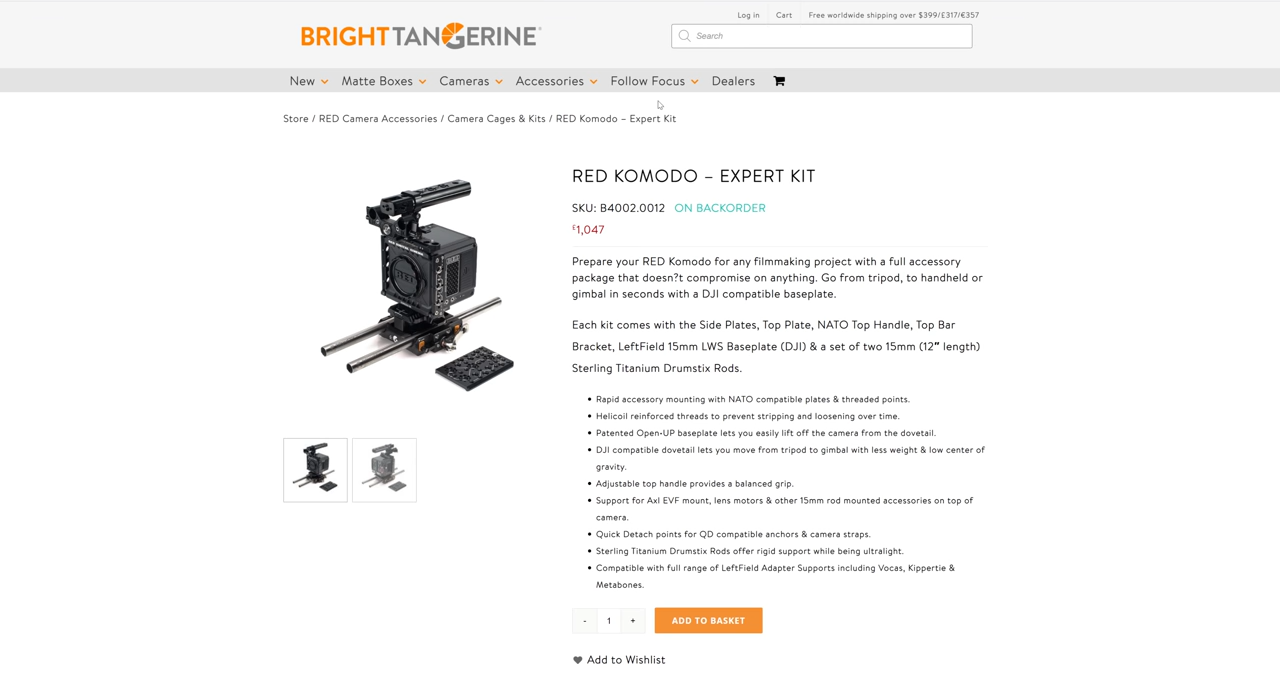 Log in
Cart
Free worldwide shipping over $399/£317/€357
BRIGHTTANGERINE®
Search
New
Matte Boxes
Cameras
Accessories
Follow Focus
Dealers
Store / RED Camera Accessories / Camera Cages & Kits / RED Komodo – Expert Kit
RED KOMODO – EXPERT KIT
SKU: B4002.0012 ON BACKORDER
£1,047
Prepare your RED Komodo for any filmmaking project with a full accessory
package that doesn?t compromise on anything. Go from tripod, to handheld or
gimbal in seconds with a DJI compatible baseplate.
Each kit comes with the Side Plates, Top Plate, NATO Top Handle, Top Bar
Bracket, LeftField 15mm LWS Baseplate (DJI) & a set of two 15mm (12″ length)
Sterling Titanium Drumstix Rods.
• Rapid accessory mounting with NATO compatible plates & threaded points.
• Helicoil reinforced threads to prevent stripping and loosening over time.
• Patented Open-UP baseplate lets you easily lift off the camera from the dovetail.
• DJI compatible dovetail lets you move from tripod to gimbal with less weight & low center of
gravity.
• Adjustable top handle provides a balanced grip.
• Support for Axl EVF mount, lens motors & other 15mm rod mounted accessories on top of
camera.
• Quick Detach points for QD compatible anchors & camera straps.
• Sterling Titanium Drumstix Rods offer rigid support while being ultralight.
• Compatible with full range of LeftField Adapter Supports including Vocas, Kippertie &
Metabones.
- 1 +
ADD TO BASKET
Add to Wishlist